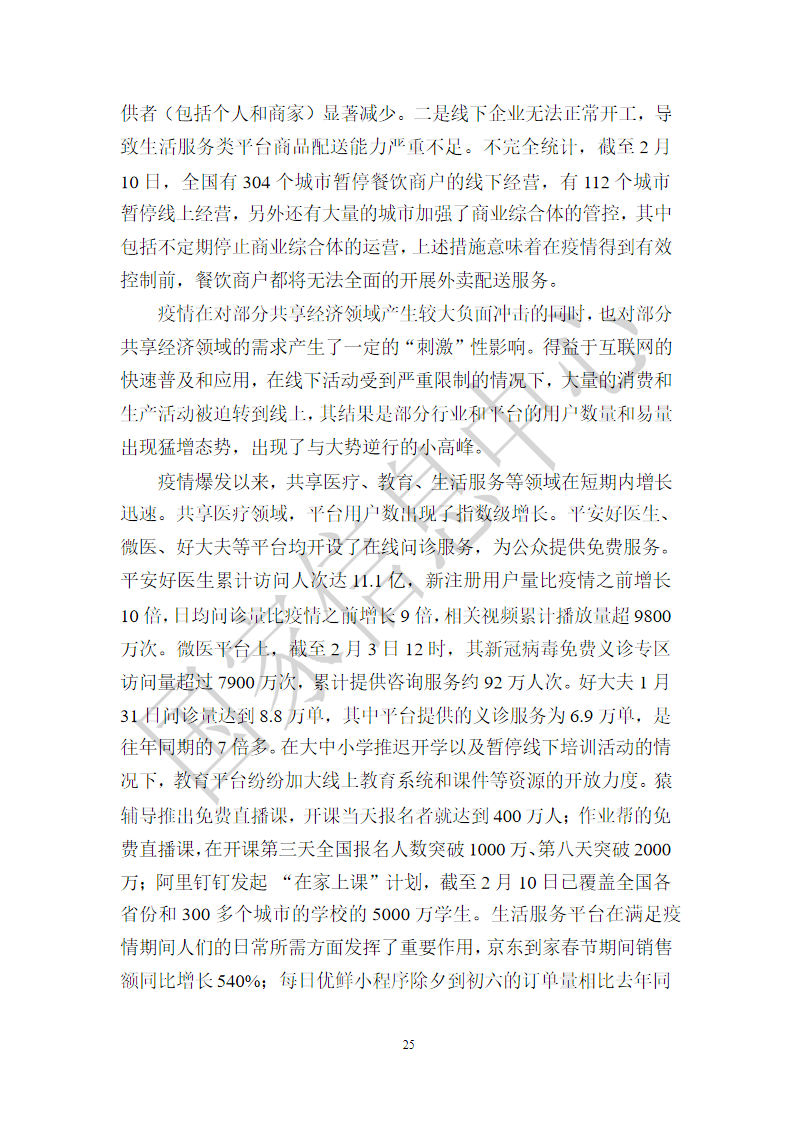 供者（包括个人和商家）显著减少。二是线下企业无法正常开工，导
致生活服务类平台商品配送能力严重不足。不完全统计，截至 2 月
10 日，全国有 304 个城市暂停餐饮商户的线下经营，有 112 个城市
暂停线上经营，另外还有大量的城市加强了商业综合体的管控，其中
包括不定期停止商业综合体的运营，上述措施意味着在疫情得到有效
控制前，餐饮商户都将无法全面的开展外卖配送服务。
疫情在对部分共享经济领域产生较大负面冲击的同时，也对部分
共享经济领域的需求产生了一定的“刺激”性影响。得益于互联网的
快速普及和应用，在线下活动受到严重限制的情况下，大量的消费和
生产活动被迫转到线上，其结果是部分行业和平台的用户数量和易量
出现猛增态势，出现了与大势逆行的小高峰。
疫情爆发以来，共享医疗、教育、生活服务等领域在短期内增长
迅速。共享医疗领域，平台用户数出现了指数级增长。平安好医生、
微医、好大夫等平台均开设了在线问诊服务，为公众提供免费服务。
平安好医生累计访问人次达 11.1 亿，新注册用户量比疫情之前增长
10 倍，日均问诊量比疫情之前增长 9 倍，相关视频累计播放量超 9800
万次。微医平台上，截至 2 月 3 日 12 时，其新冠病毒免费义诊专区
访问量超过 7900 万次，累计提供咨询服务约 92 万人次。好大夫 1 月
31 日问诊量达到 8.8 万单，其中平台提供的义诊服务为 6.9 万单，是
往年同期的 7 倍多。在大中小学推迟开学以及暂停线下培训活动的情
况下，教育平台纷纷加大线上教育系统和课件等资源的开放力度。猿
辅导推出免费直播课，开课当天报名者就达到 400 万人；作业帮的免
费直播课，在开课第三天全国报名人数突破 1000 万、第八天突破 2000
万；阿里钉钉发起 “在家上课”计划，截至 2 月 10 日已覆盖全国各
省份和 300 多个城市的学校的 5000 万学生。生活服务平台在满足疫
情期间人们的日常所需方面发挥了重要作用，京东到家春节期间销售
额同比增长 540%；每日优鲜小程序除夕到初六的订单量相比去年同
25
国家信息中心